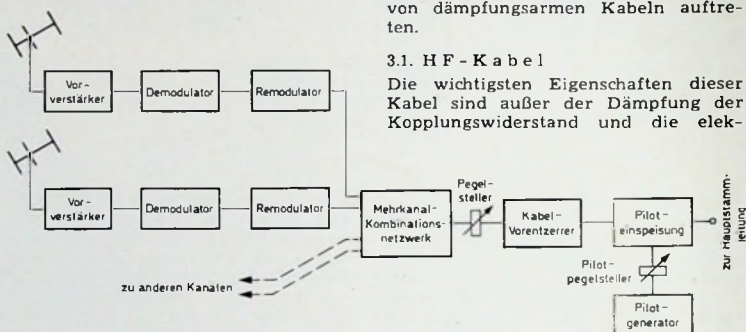 von dämpfungsarmen Kabeln auftre-
ten.
3.1. HF-Kabel
Die wichtigsten Eigenschaften dieser
Kabel sind außer der Dämpfung der
Kopplungswiderstand und die elek-
Vor-
verstärker
Demodulator
Remodulator
Vor-
verstärker
Demodulator
Remodulator
Mehrkanal-
Kombinations-
netzwerk
Pegel-
steller
Kabel-
Vorentzerrer
Pilot-
einspeisung
zur Hauptstamm-
leitung
Pilot-
pegelsteller
Pilot-
generator
zu anderen Kanälen